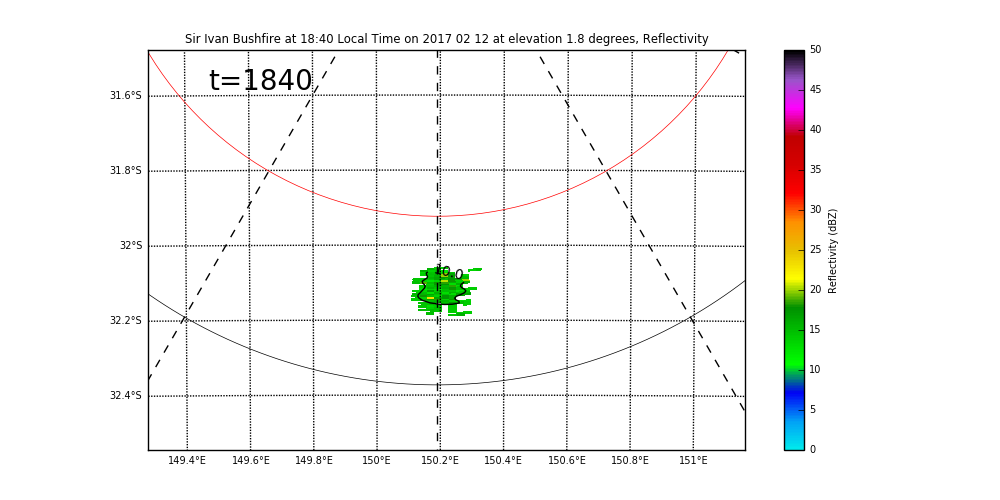 Sir Ivan Bushfire at 18:40 Local Time on 2017 02 12 at elevation 1.8 degrees, Reflectivity
t=1840
31.6°S
31.8°S
32°S
32.2°S
32.4°S
149.4°E 149.6°E 149.8°E 150°E 150.2°E 150.4°E 150.6°E 150.8°E 151°E
10.0
50
45
40
35
30
25
20
15
10
5
0
Reflectivity (dBZ)